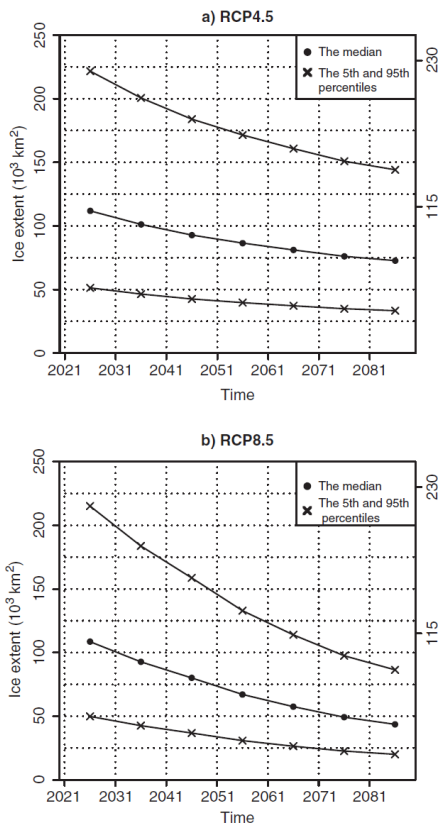 a) RCP4.5
250
200
150
100
50
0
Ice extent (10³ km²)
The median
The 5th and 95th
percentiles
230
115
2021 2031 2041 2051 2061 2071 2081
Time
b) RCP8.5
250
200
150
100
50
0
Ice extent (10³ km²)
The median
The 5th and 95th
percentiles
230
115
2021 2031 2041 2051 2061 2071 2081
Time